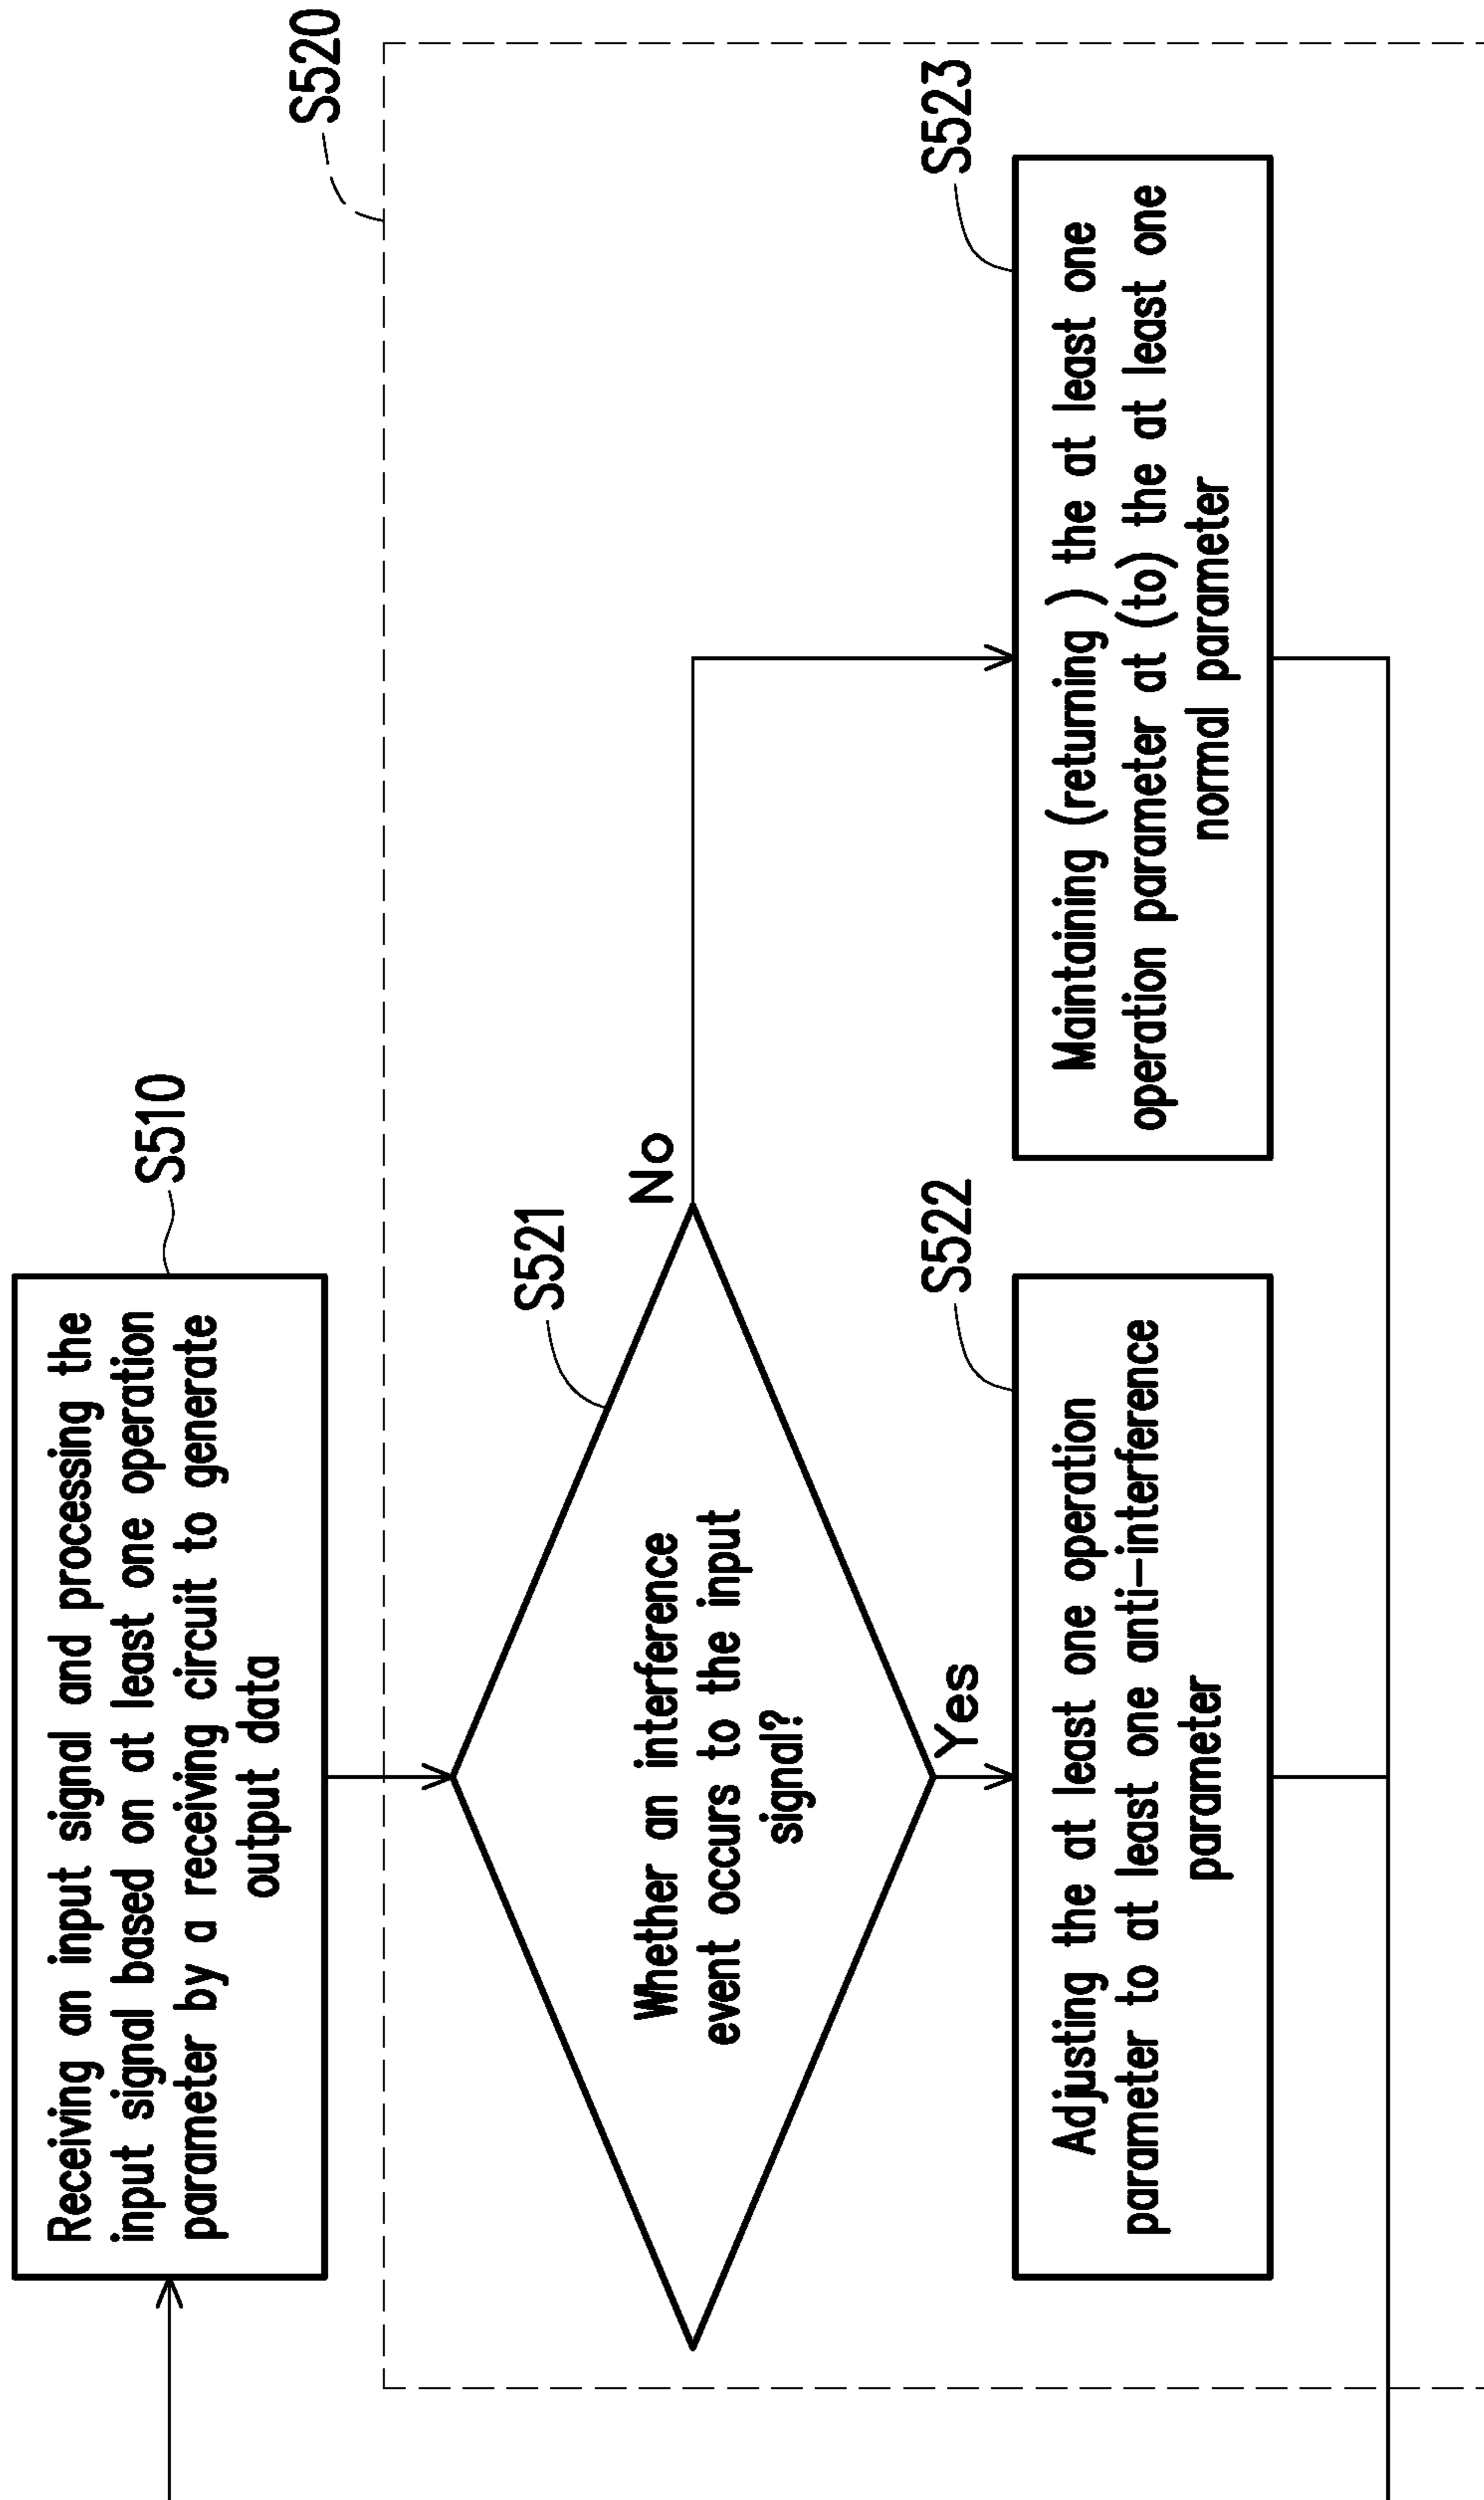 S510
Receiving an input signal and processing the
input signal based on at least one operation
parameter by a receiving circuit to generate
output data
S520
S521
Whether an interference
event occurs to the input
signal?
No
Yes
S522
Adjusting the at least one operation
parameter to at least one anti-interference
parameter
S523
Maintaining (returning ) the at least one
operation parameter at (to) the at least one
normal parameter